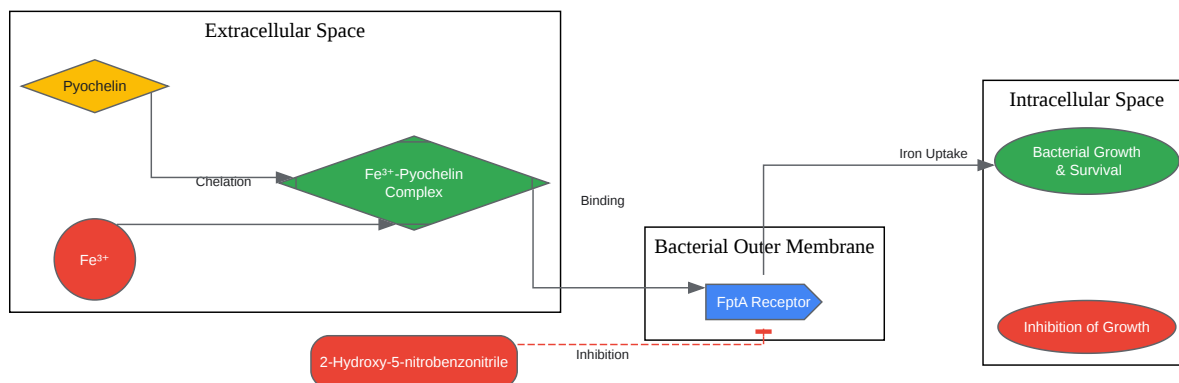 Extracellular Space
Pyochelin
Chelation
Fe³⁺-Pyochelin
Complex
Fe³⁺
Binding
Bacterial Outer Membrane
FptA Receptor
2-Hydroxy-5-nitrobenzonitrile
Inhibition
Iron Uptake
Intracellular Space
Bacterial Growth
& Survival
Inhibition of Growth